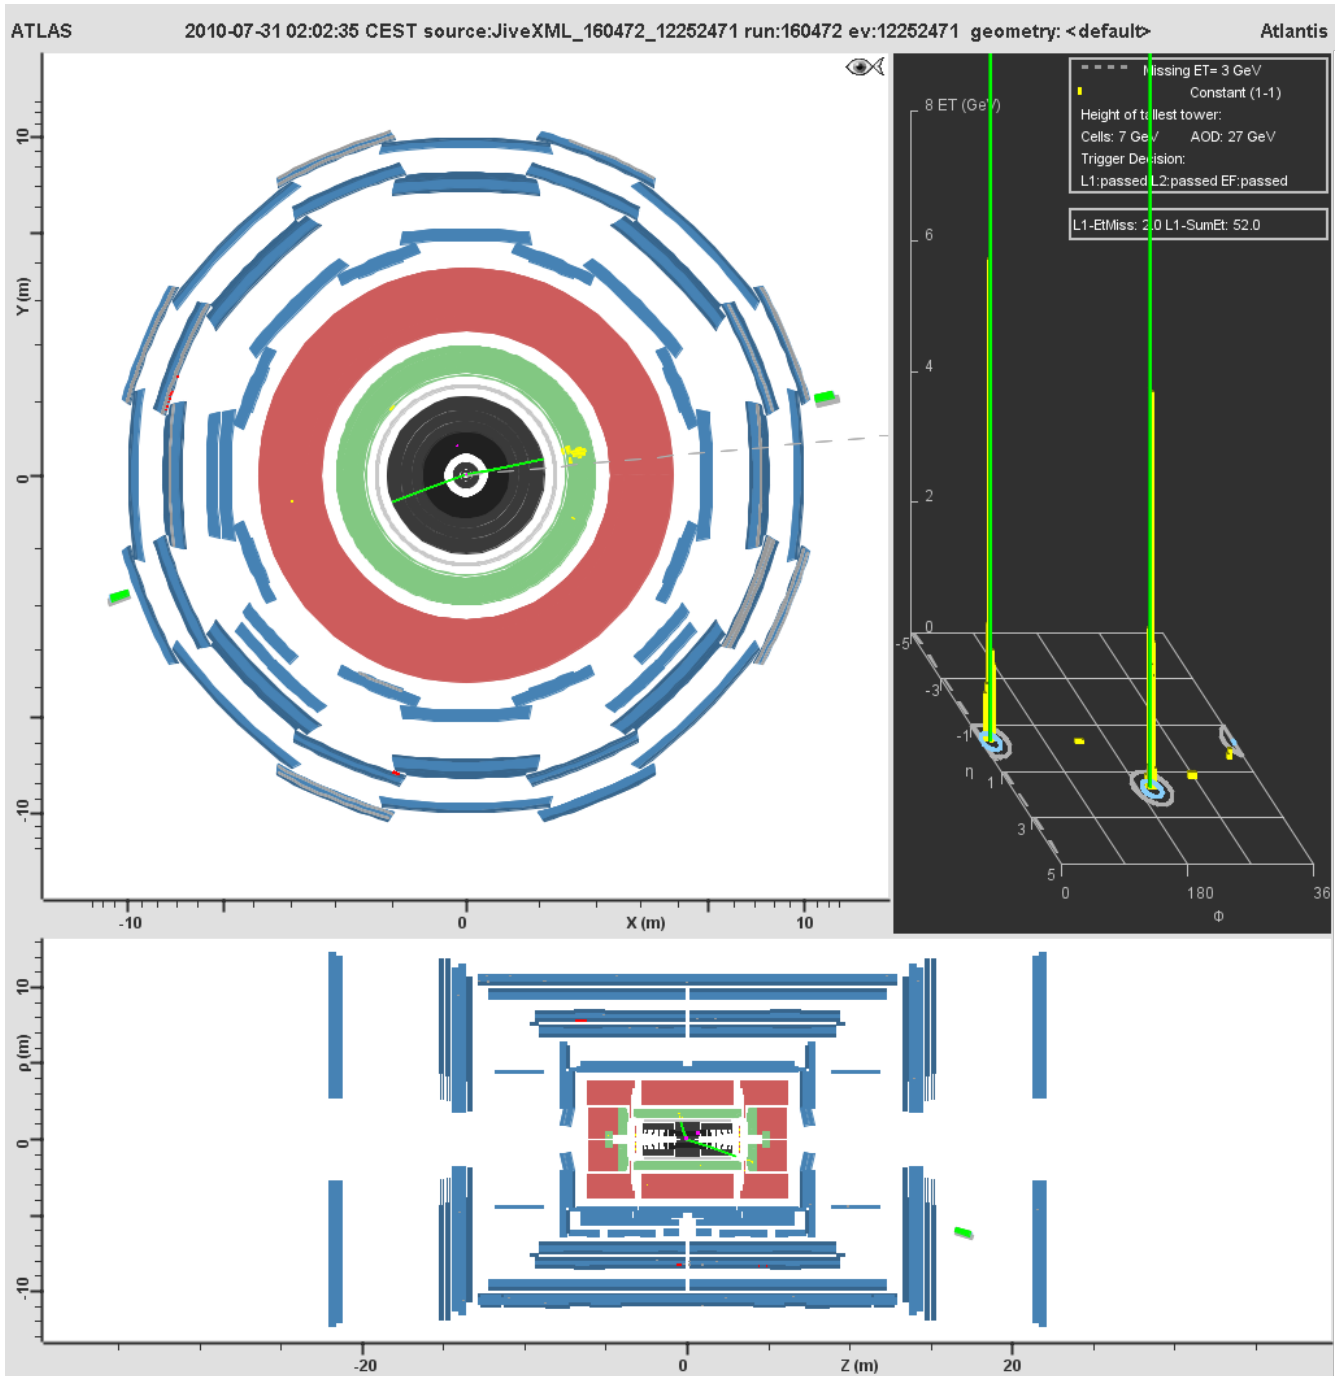 ATLAS 2010-07-31 02:02:35 CEST source:JiveXML_160472_12252471 run:160472 ev:12252471 geometry: <default> Atlantis
10
0
-10
Y (m)
-10 0 X (m) 10
8 ET (GeV)
6
4
2
0
Missing ET= 3 GeV
Constant (1-1)
Height of tallest tower:
Cells: 7 GeV AOD: 27 GeV
Trigger Decision:
L1:passed L2:passed EF:passed
L1-EtMiss: 2.0 L1-SumEt: 52.0
-5
-3
-1
η 1
3
5
0 180 36
Φ
10
0
-10
ρ (m)
-20 0 Z (m) 20